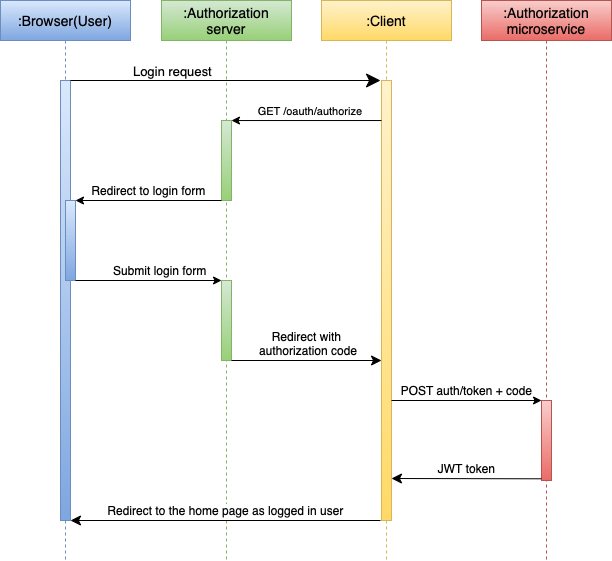 :Browser(User)
:Authorization
server
:Client
:Authorization
microservice
Login request
GET /oauth/authorize
Redirect to login form
Submit login form
Redirect with
authorization code
POST auth/token + code
JWT token
Redirect to the home page as logged in user